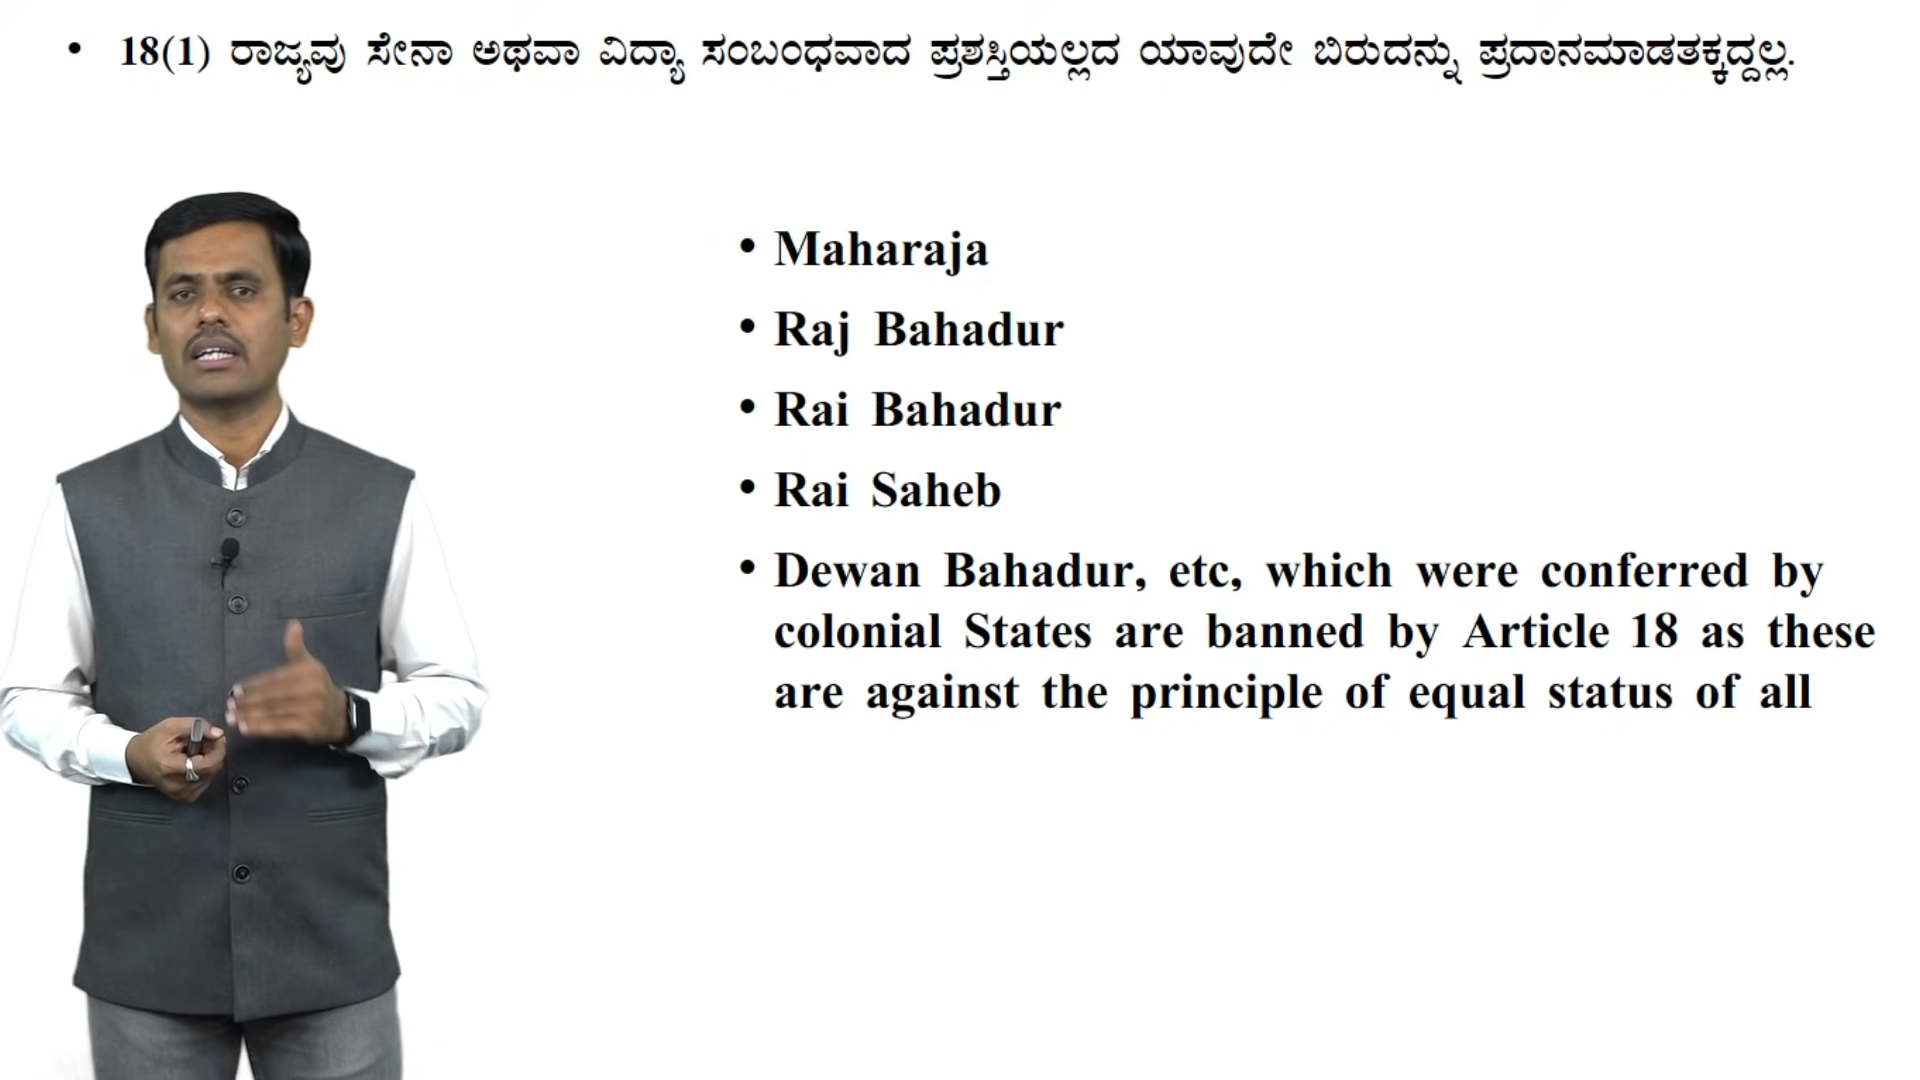 • 18(1) ರಾಜ್ಯವು ಸೇನಾ ಅಥವಾ ವಿದ್ಯಾ ಸಂಬಂಧವಾದ ಪ್ರಶಸ್ತಿಯಲ್ಲದ ಯಾವುದೇ ಬಿರುದನ್ನು ಪ್ರದಾನಮಾಡತಕ್ಕದ್ದಲ್ಲ.
• Maharaja
• Raj Bahadur
• Rai Bahadur
• Rai Saheb
• Dewan Bahadur, etc, which were conferred by
colonial States are banned by Article 18 as these
are against the principle of equal status of all